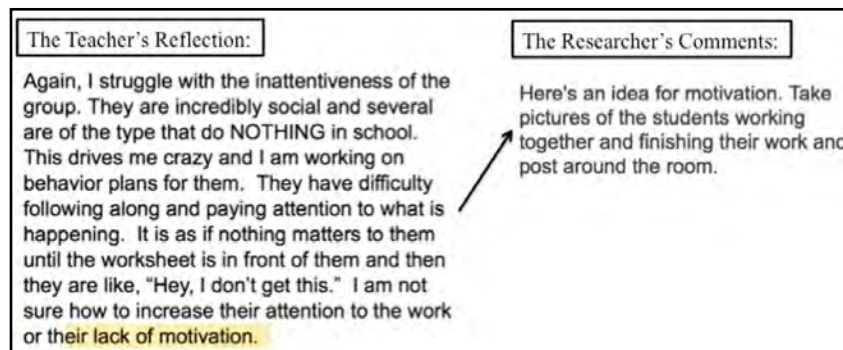 The Teacher's Reflection:
Again, I struggle with the inattentiveness of the
group. They are incredibly social and several
are of the type that do NOTHING in school.
This drives me crazy and I am working on
behavior plans for them.  They have difficulty
following along and paying attention to what is
happening.  It is as if nothing matters to them
until the worksheet is in front of them and then
they are like, “Hey, I don't get this.”  I am not
sure how to increase their attention to the work
or their lack of motivation.
The Researcher's Comments:
Here's an idea for motivation. Take
pictures of the students working
together and finishing their work and
post around the room.